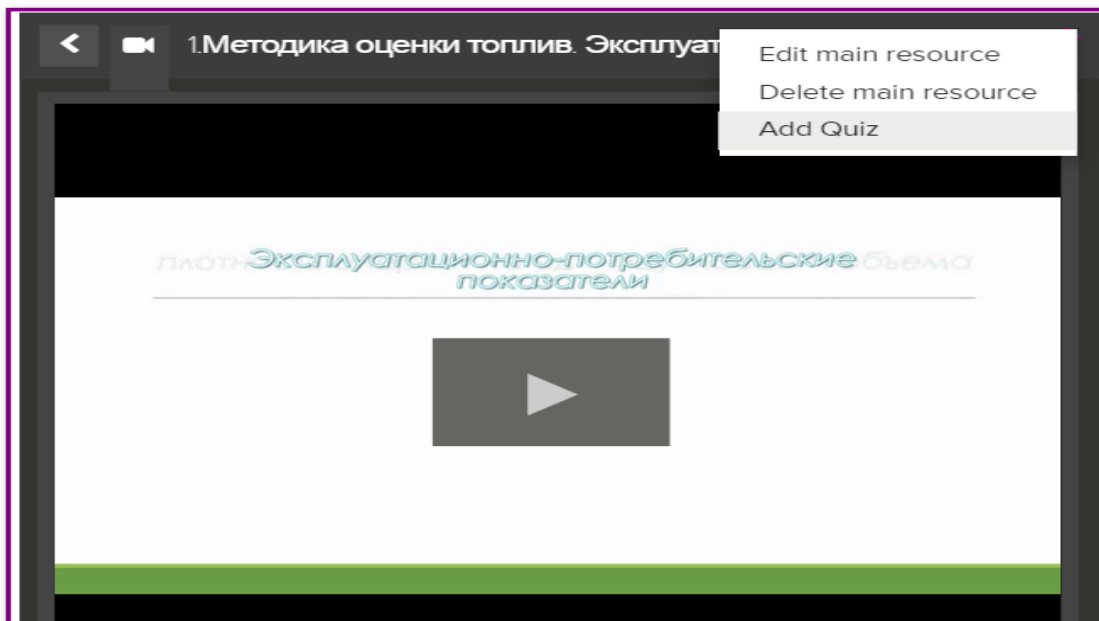 1.Методика оценки топлив. Эксплуат
Edit main resource
Delete main resource
Add Quiz
Эксплуатационно-потребительские
показатели